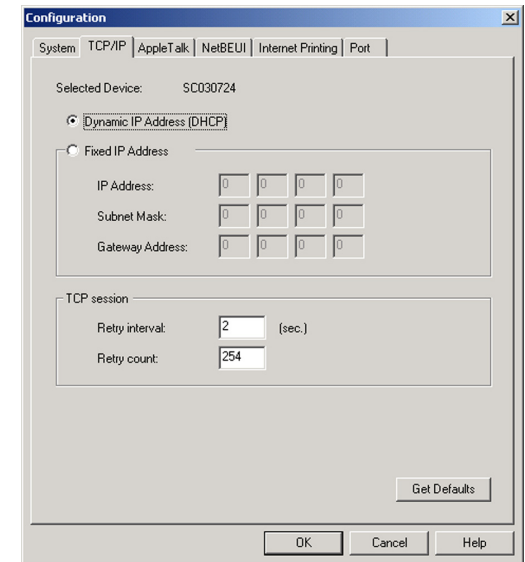 Configuration
System TCP/IP AppleTalk NetBEUI Internet Printing Port
Selected Device: SC030724
Dynamic IP Address (DHCP)
Fixed IP Address
IP Address: 0 0 0 0
Subnet Mask: 0 0 0 0
Gateway Address: 0 0 0 0
TCP session
Retry interval: 2 (sec.)
Retry count: 254
Get Defaults
OK Cancel Help